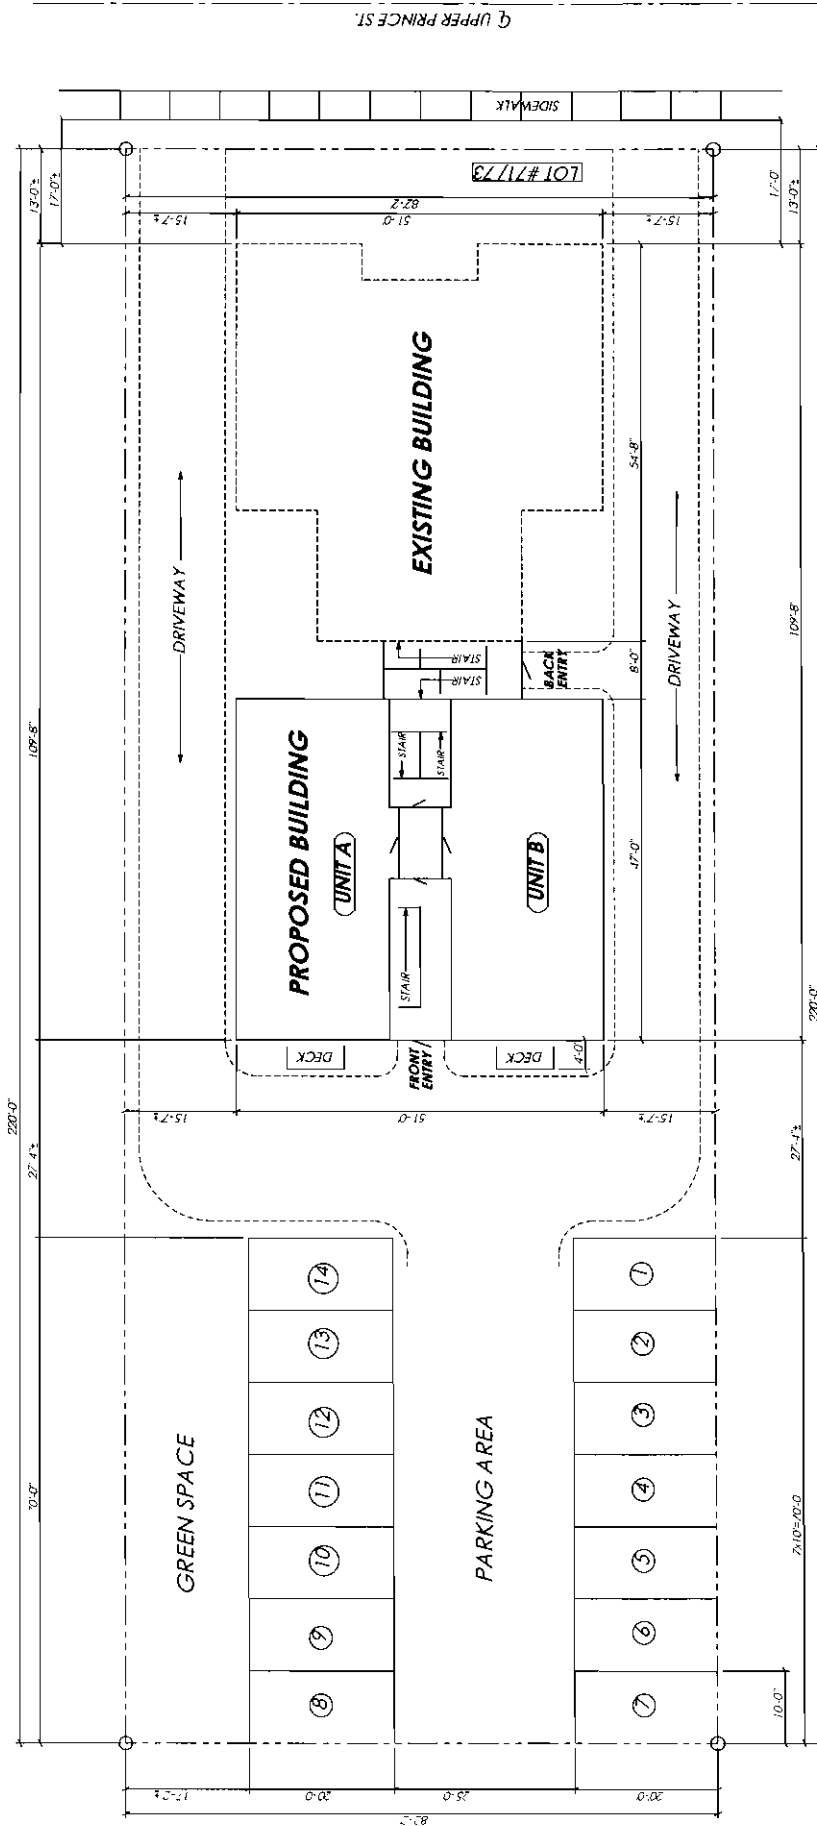 ℄ UPPER PRINCE ST.
SIDEWALK
LOT #71/73
13'-0"±
17'-0"±
15'-7"±
82'-2"
51'-0"
15'-7"±
17'-0"
13'-0"±
EXISTING BUILDING
DRIVEWAY
54'-8"
109'-8"
109'-8"
DRIVEWAY
STAIR
STAIR
BACK
ENTRY
8'-0"
PROPOSED BUILDING
STAIR
STAIR
UNIT A
UNIT B
47'-0"
STAIR
DECK
FRONT
ENTRY
DECK
4'-0"
220'-0"
220'-0"
15'-7"±
51'-0"
15'-7"±
27'-4"±
27'-4"±
14
13
12
11
10
9
8
1
2
3
4
5
6
7
GREEN SPACE
PARKING AREA
70'-0"
7x10'=70'-0
10'-0"
17'-2"±
20'-0"
25'-0"
20'-0"
82'-2"